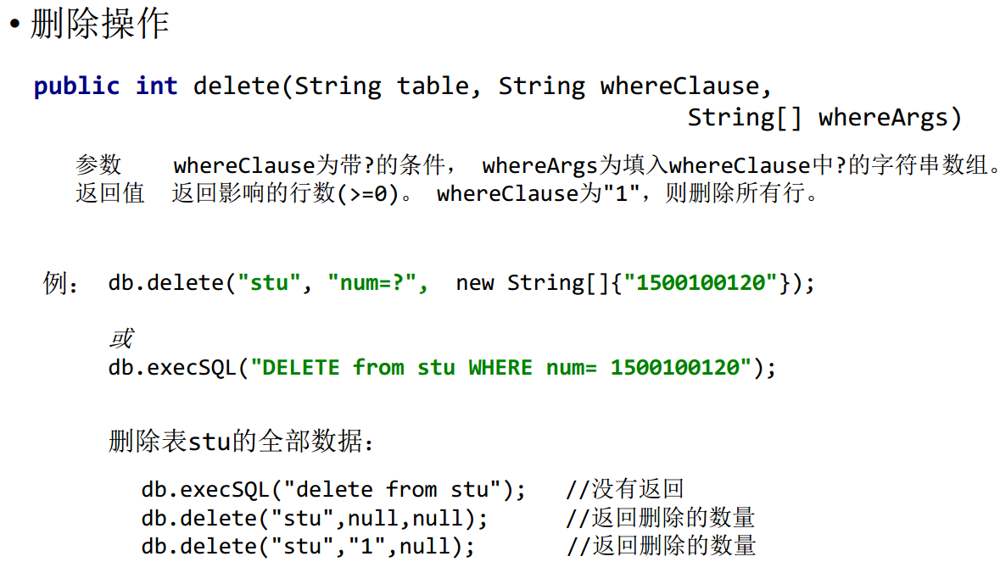 • 删除操作
public int delete(String table, String whereClause,
String[] whereArgs)
参数 whereClause为带?的条件， whereArgs为填入whereClause中?的字符串数组。
返回值 返回影响的行数(>=0)。 whereClause为"1"，则删除所有行。
例： db.delete("stu", "num=?", new String[]{"1500100120"});
或
db.execSQL("DELETE from stu WHERE num= 1500100120");
删除表stu的全部数据：
db.execSQL("delete from stu"); //没有返回
db.delete("stu",null,null); //返回删除的数量
db.delete("stu","1",null); //返回删除的数量